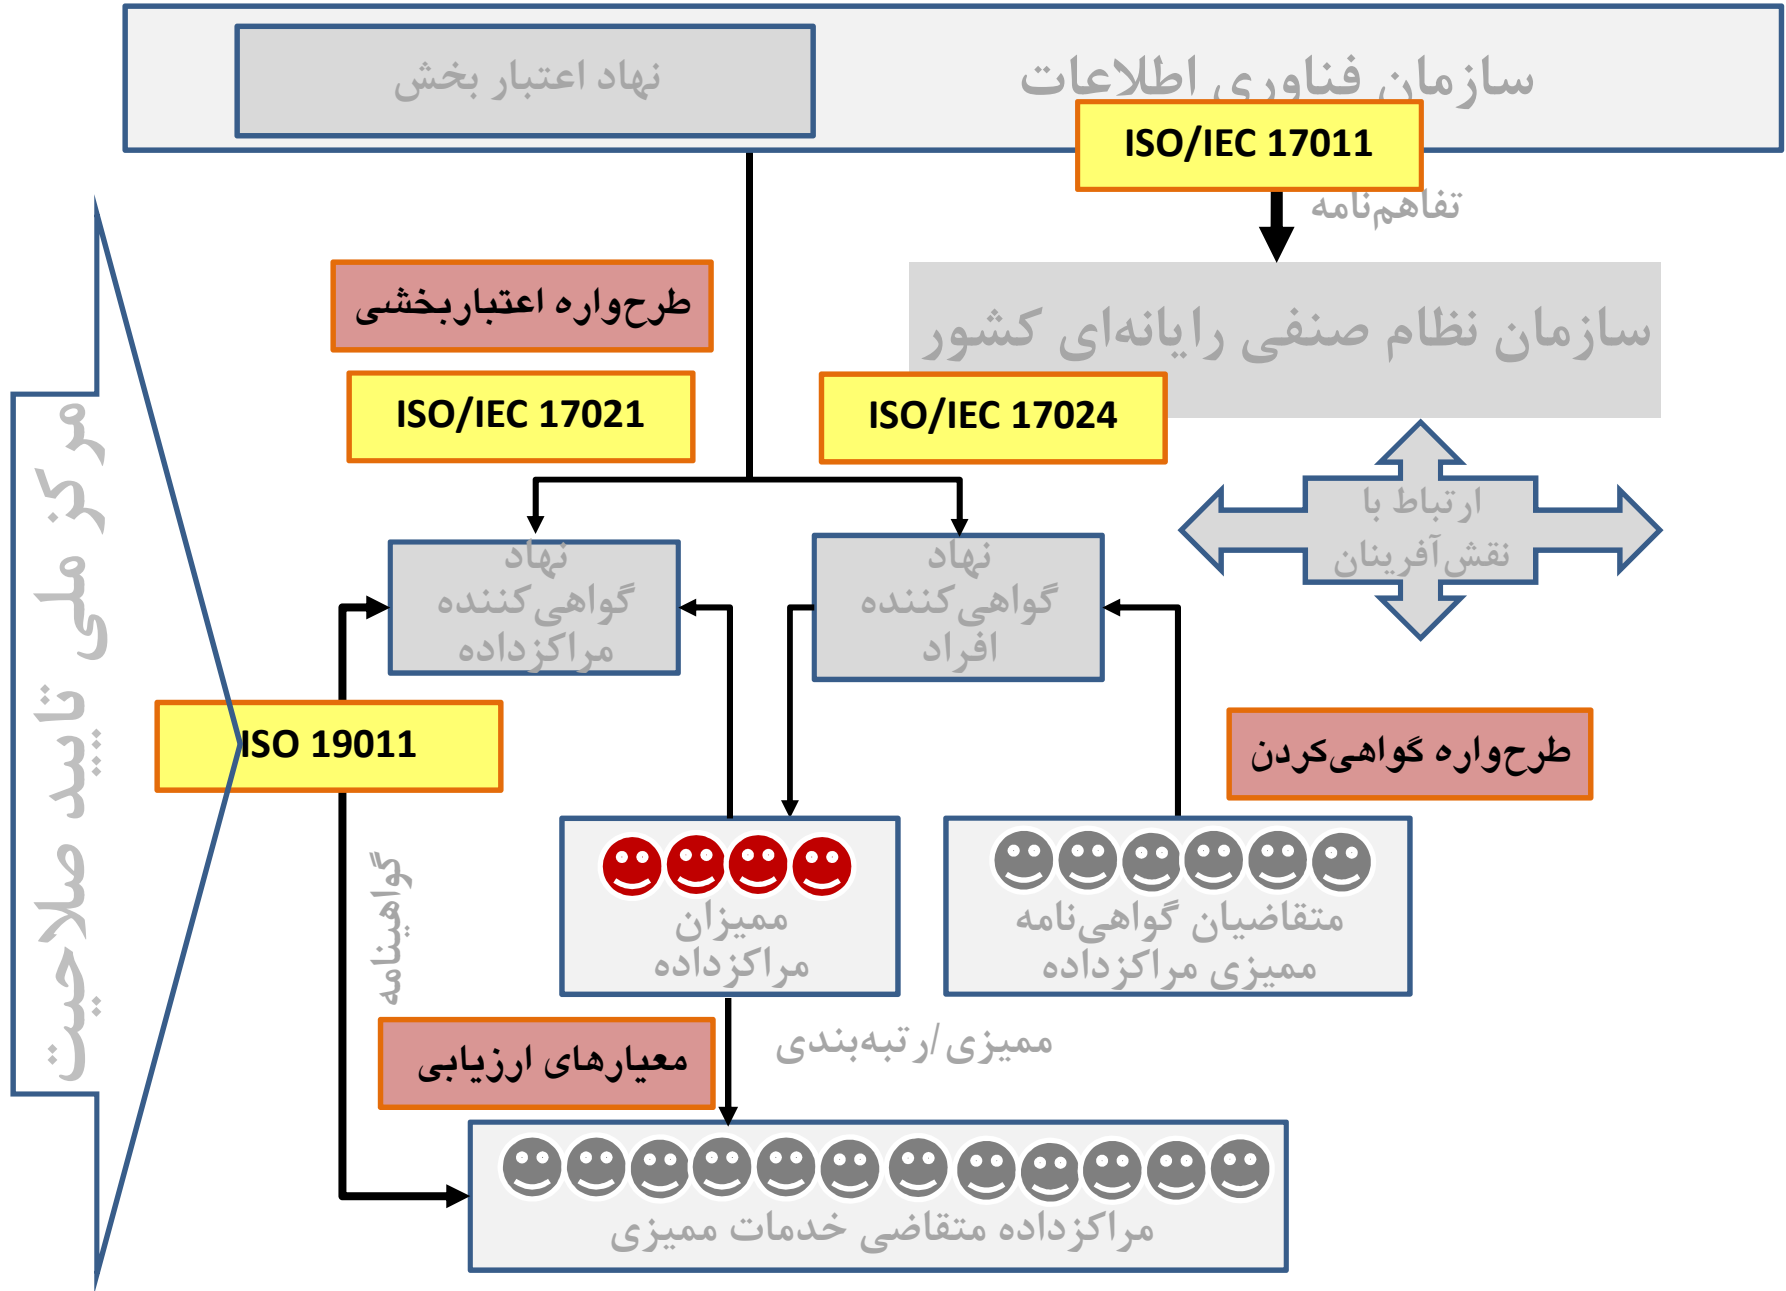 سازمان فناوری اطلاعات
نهاد اعتبار بخش
ISO/IEC 17011
تفاهم‌نامه
طرح‌واره اعتباربخشی
سازمان نظام صنفی رایانه‌ای کشور
ISO/IEC 17021
ISO/IEC 17024
ارتباط با
نقش‌آفرینان
نهاد
گواهی‌کننده
افراد
نهاد
گواهی‌کننده
مراکزداده
مرکز ملی تایید صلاحیت
ISO 19011
طرح‌واره گواهی‌کردن
گواهینامه
متقاضیان گواهی‌نامه
ممیزی مراکزداده
ممیزان
مراکزداده
ممیزی/رتبه‌بندی
معیارهای ارزیابی
مراکزداده متقاضی خدمات ممیزی